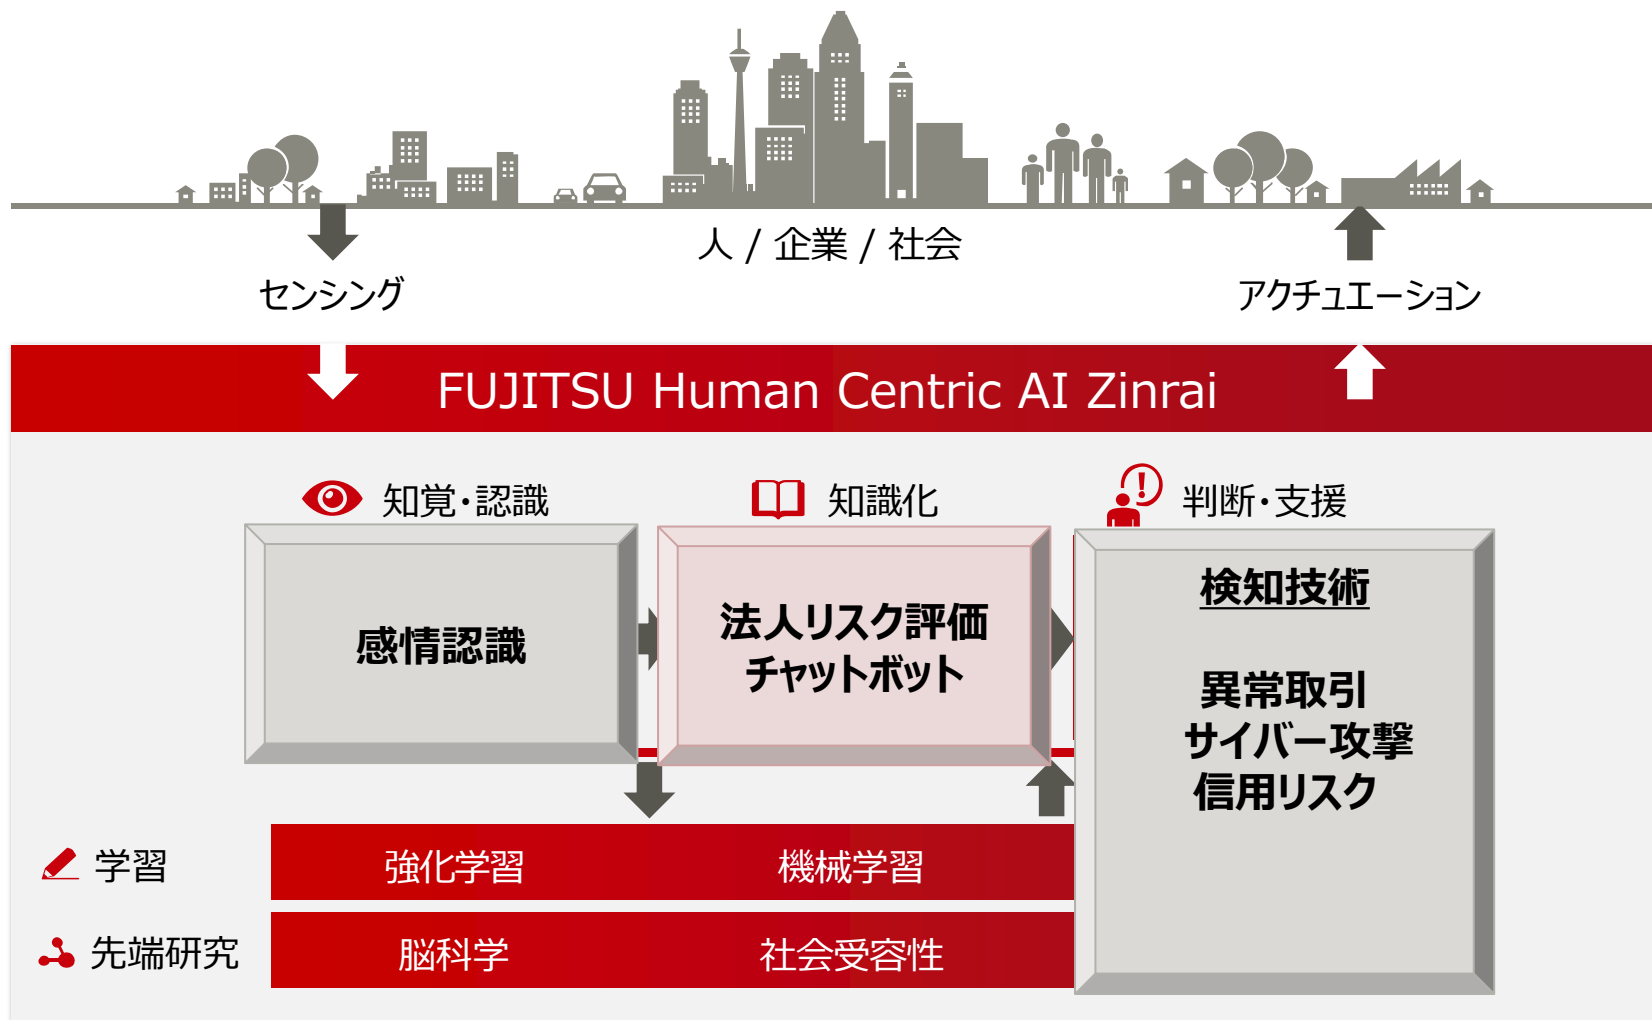 人 / 企業 / 社会
センシング
アクチュエーション
FUJITSU Human Centric AI Zinrai
知覚・認識
知識化
判断・支援
感情認識
法人リスク評価
チャットボット
検知技術
異常取引
サイバー攻撃
信用リスク
学習
強化学習
機械学習
先端研究
脳科学
社会受容性